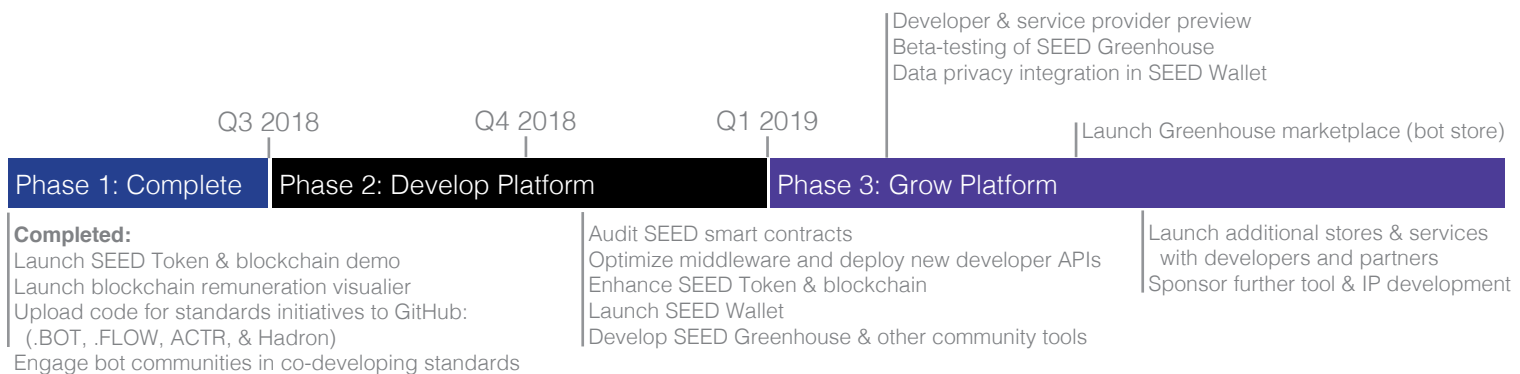 Developer & service provider preview
Beta-testing of SEED Greenhouse
Data privacy integration in SEED Wallet
Q3 2018
Q4 2018
Q1 2019
Launch Greenhouse marketplace (bot store)
Phase 1: Complete
Phase 2: Develop Platform
Phase 3: Grow Platform
Completed:
Launch SEED Token & blockchain demo
Launch blockchain remuneration visualier
Upload code for standards initiatives to GitHub:
(.BOT, .FLOW, ACTR, & Hadron)
Engage bot communities in co-developing standards
Audit SEED smart contracts
Optimize middleware and deploy new developer APIs
Enhance SEED Token & blockchain
Launch SEED Wallet
Develop SEED Greenhouse & other community tools
Launch additional stores & services
with developers and partners
Sponsor further tool & IP development